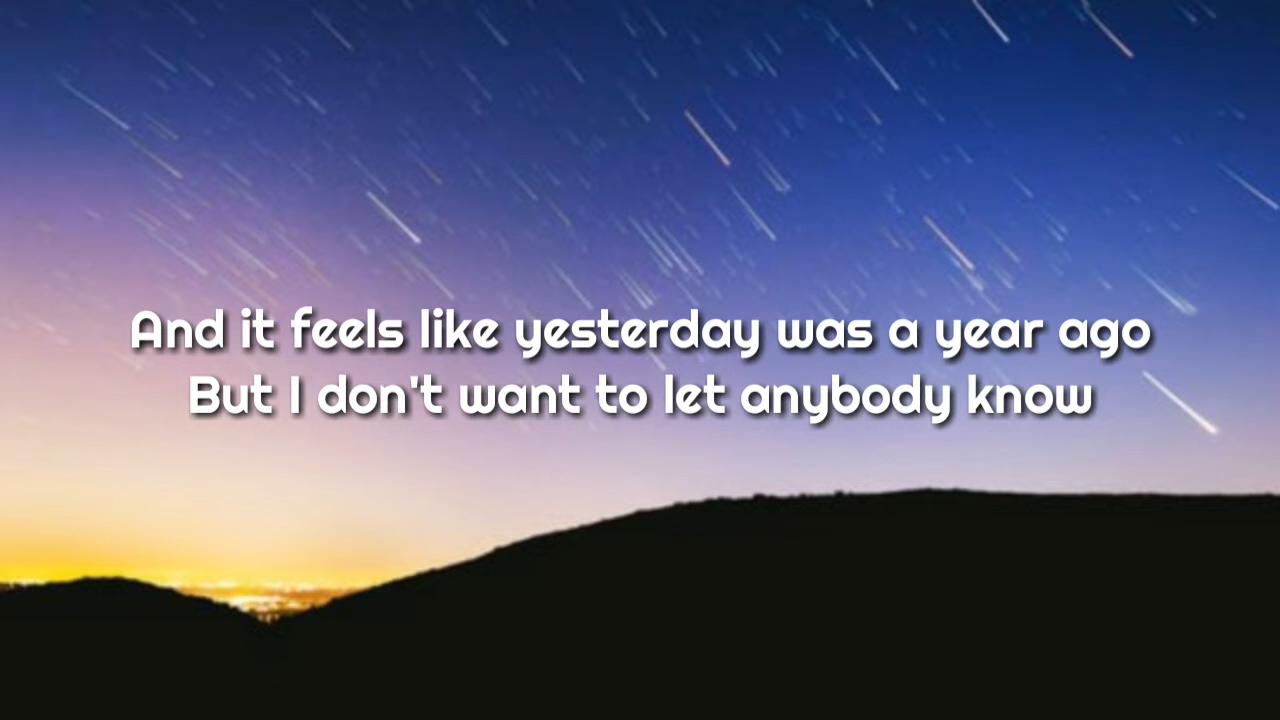 And it feels like yesterday was a year ago
But I don't want to let anybody know